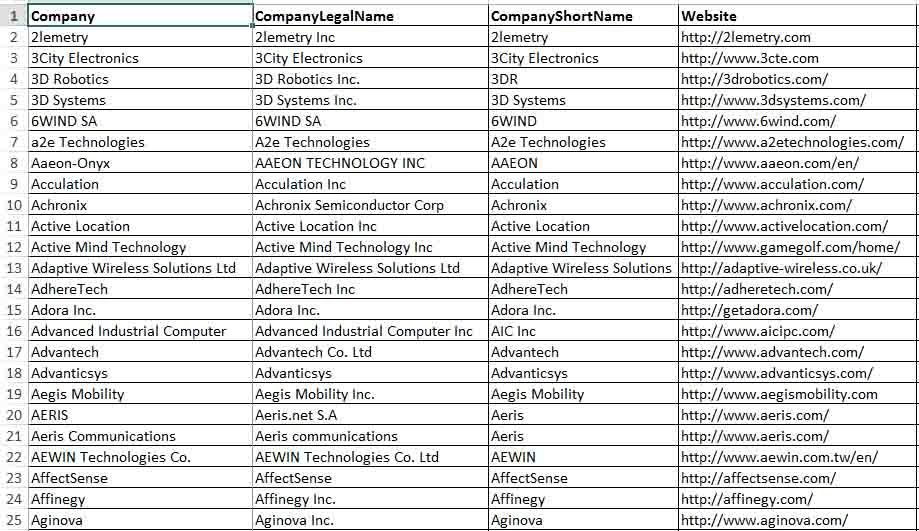 1 Company CompanyLegalName CompanyShortName Website
2 2lemetry 2lemetry Inc 2lemetry http://2lemetry.com
3 3City Electronics 3City Electronics 3City Electronics http://www.3cte.com
4 3D Robotics 3D Robotics Inc. 3DR http://3drobotics.com/
5 3D Systems 3D Systems Inc. 3D Systems http://www.3dsystems.com/
6 6WIND SA 6WIND SA 6WIND http://www.6wind.com/
7 a2e Technologies A2e Technologies A2e Technologies http://www.a2etechnologies.com/
8 Aaeon-Onyx AAEON TECHNOLOGY INC AAEON http://www.aaeon.com/en/
9 Acculation Acculation Inc Acculation http://www.acculation.com/
10 Achronix Achronix Semiconductor Corp Achronix http://www.achronix.com/
11 Active Location Active Location Inc Active Location http://www.activelocation.com/
12 Active Mind Technology Active Mind Technology Inc Active Mind Technology http://www.gamegolf.com/home/
13 Adaptive Wireless Solutions Ltd Adaptive Wireless Solutions Ltd Adaptive Wireless Solutions http://adaptive-wireless.co.uk/
14 AdhereTech AdhereTech Inc AdhereTech http://adheretech.com/
15 Adora Inc. Adora Inc. Adora Inc. http://getadora.com/
16 Advanced Industrial Computer Advanced Industrial Computer Inc AIC Inc http://www.aicipc.com/
17 Advantech Advantech Co. Ltd Advantech http://www.advantech.com/
18 Advanticsys Advanticsys Advanticsys http://www.advanticsys.com/
19 Aegis Mobility Aegis Mobility Inc. Aegis Mobility http://www.aegismobility.com
20 AERIS Aeris.net S.A Aeris http://www.aeris.com/
21 Aeris Communications Aeris communications Aeris http://www.aeris.com/
22 AEWIN Technologies Co. AEWIN Technologies Co. Ltd AEWIN http://www.aewin.com.tw/en/
23 AffectSense AffectSense AffectSense http://affectsense.com/
24 Affinegy Affinegy Inc. Affinegy http://affinegy.com/
25 Aginova Aginova Inc. Aginova http://www.aginova.com/